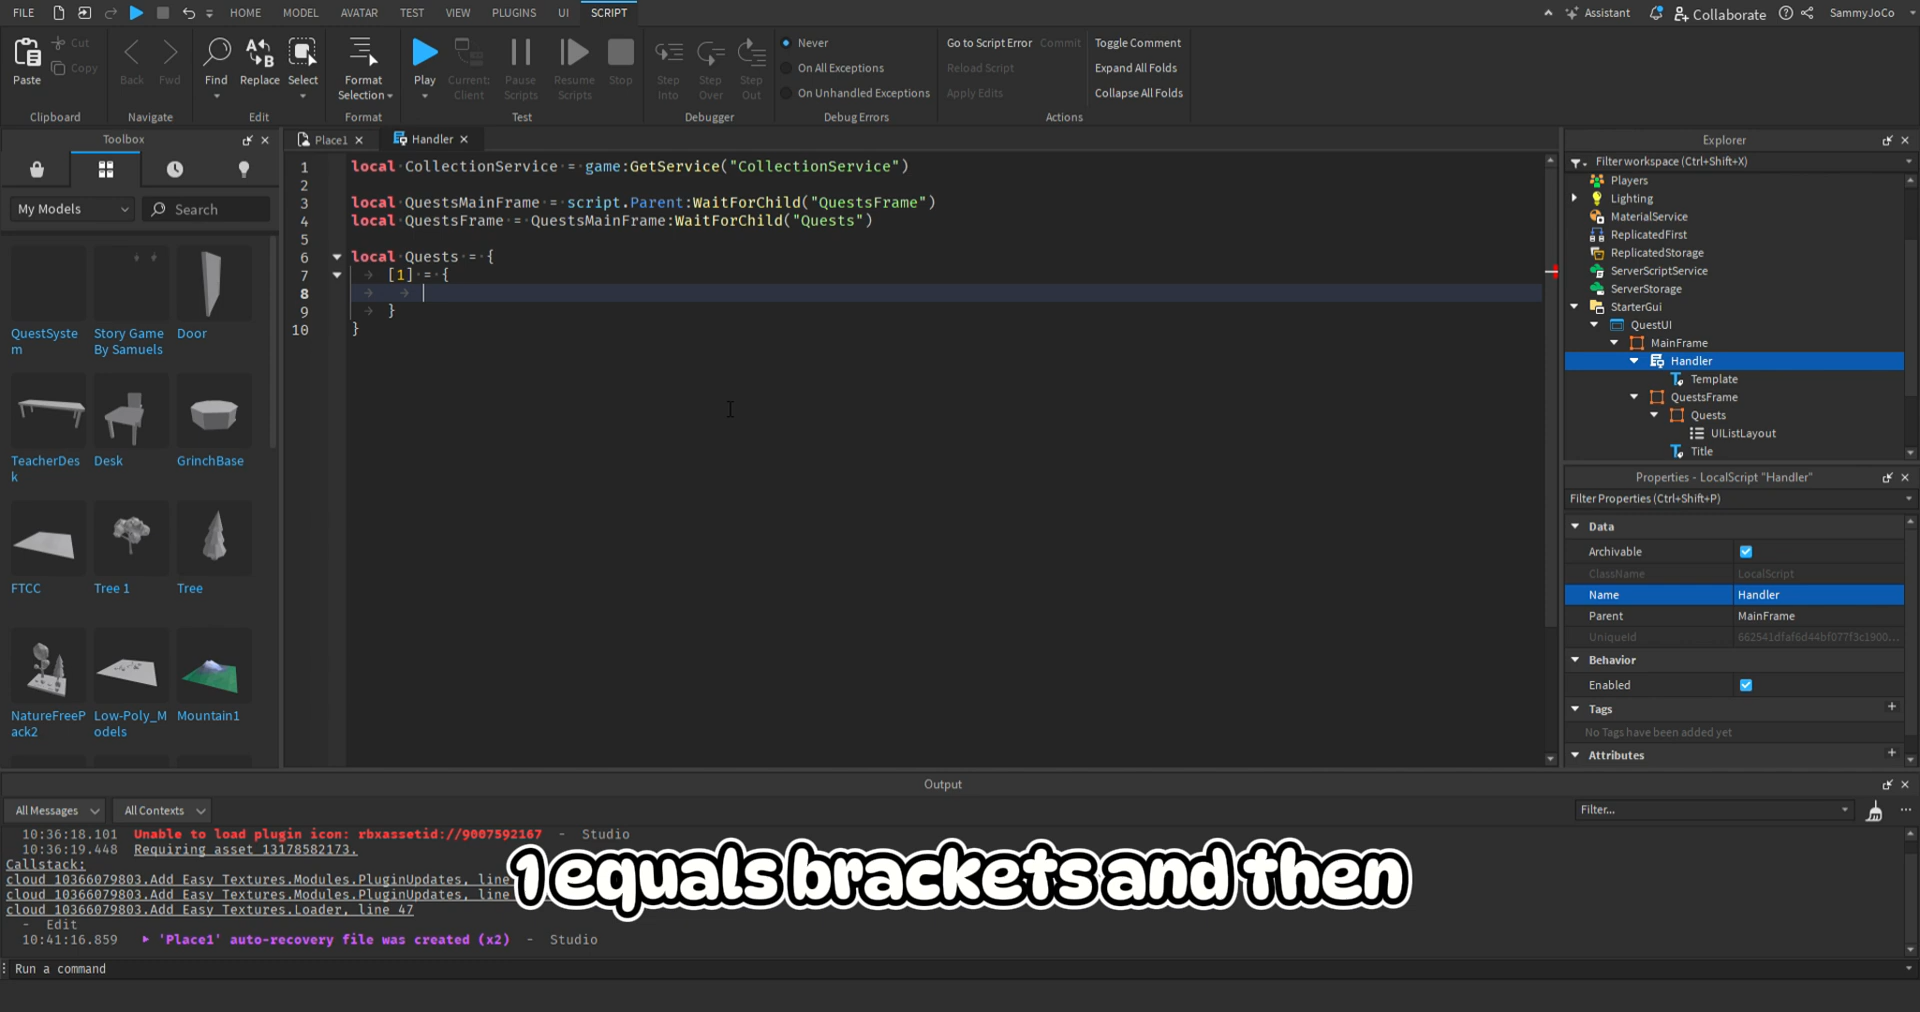 FILE HOME MODEL AVATAR TEST VIEW PLUGINS UI SCRIPT Assistant Collaborate SammyJoCo
Paste Cut Copy Back Fwd Find Replace Select Format Selection Play Current: Client Pause Scripts Resume Scripts Stop Step Into Step Over Step Out
Never
On All Exceptions
On Unhandled Exceptions
Go to Script Error Commit
Reload Script
Apply Edits
Toggle Comment
Expand All Folds
Collapse All Folds
Clipboard Navigate Edit Format Test Debugger Debug Errors Actions
Toolbox
My Models Search
QuestSystem
Story Game By Samuels
Door
TeacherDesk
Desk
GrinchBase
FTCC
Tree 1
Tree
NatureFreePack2
Low-Poly_Models
Mountain1
Place1 Handler
1 local CollectionService = game:GetService("CollectionService")
2
3 local QuestsMainFrame = script.Parent:WaitForChild("QuestsFrame")
4 local QuestsFrame = QuestsMainFrame:WaitForChild("Quests")
5
6 local Quests = {
7 [1] = {
8
9 }
10 }
Explorer
Filter workspace (Ctrl+Shift+X)
Players
Lighting
MaterialService
ReplicatedFirst
ReplicatedStorage
ServerScriptService
ServerStorage
StarterGui
QuestUI
MainFrame
Handler
Template
QuestsFrame
Quests
UIListLayout
Title
Properties - LocalScript "Handler"
Filter Properties (Ctrl+Shift+P)
Data
Archivable
ClassName LocalScript
Name Handler
Parent MainFrame
UniqueId 662541dfaf6d44bf077f3c1900...
Behavior
Enabled
Tags
No Tags have been added yet
Attributes
Output
All Messages All Contexts Filter...
10:36:18.101 Unable to load plugin icon: rbxassetid://9007592167 - Studio
10:36:19.448 Requiring asset 13178582173.
Callstack:
cloud_10366079803.Add Easy Textures.Modules.PluginUpdates, line
cloud_10366079803.Add Easy Textures.Modules.PluginUpdates, line
cloud_10366079803.Add Easy Textures.Loader, line 47
- Edit
10:41:16.859 'Place1' auto-recovery file was created (x2) - Studio
1 equals brackets and then
Run a command